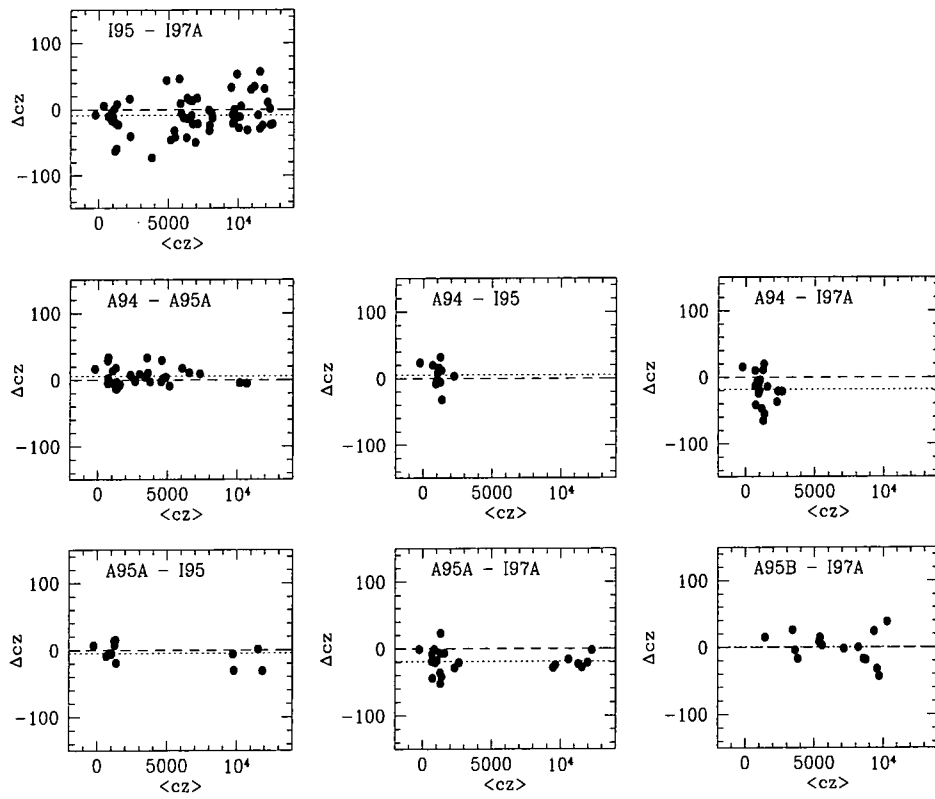 I95 - I97A
100
0
-100
Δcz
0 5000 10⁴
<cz>
A94 - A95A
100
0
-100
Δcz
0 5000 10⁴
<cz>
A94 - I95
100
0
-100
Δcz
0 5000 10⁴
<cz>
A94 - I97A
100
0
-100
Δcz
0 5000 10⁴
<cz>
A95A - I95
100
0
-100
Δcz
0 5000 10⁴
<cz>
A95A - I97A
100
0
-100
Δcz
0 5000 10⁴
<cz>
A95B - I97A
100
0
-100
Δcz
0 5000 10⁴
<cz>